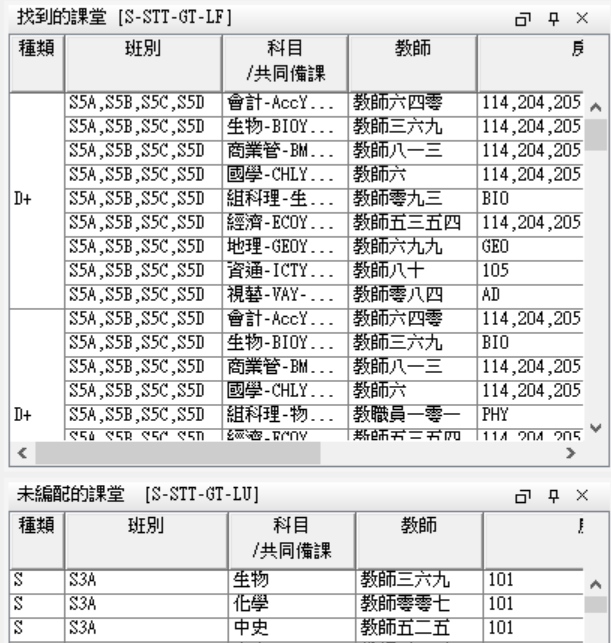 找到的課堂 [S-STT-GT-LF]
種類 班別 科目 教師
/共同備課
S5A,S5B,S5C,S5D 會計-AccY... 教師六四零 114,204,205
S5A,S5B,S5C,S5D 生物-BIOY... 教師三六九 114,204,205
S5A,S5B,S5C,S5D 商業管-BM... 教師八一三 114,204,205
S5A,S5B,S5C,S5D 國學-CHLY... 教師六 114,204,205
D+ S5A,S5B,S5C,S5D 組科理-生... 教師零九三 BIO
S5A,S5B,S5C,S5D 經濟-ECOY... 教師五三五四 114,204,205
S5A,S5B,S5C,S5D 地理-GEOY... 教師六九九 GEO
S5A,S5B,S5C,S5D 資通-ICTY... 教師八十 105
S5A,S5B,S5C,S5D 視藝-VAY-... 教師零八四 AD
S5A,S5B,S5C,S5D 會計-AccY... 教師六四零 114,204,205
S5A,S5B,S5C,S5D 生物-BIOY... 教師三六九 BIO
S5A,S5B,S5C,S5D 商業管-BM... 教師八一三 114,204,205
S5A,S5B,S5C,S5D 國學-CHLY... 教師六 114,204,205
D+ S5A,S5B,S5C,S5D 組科理-物... 教職員一零一 PHY
S5A,S5B,S5C,S5D 經濟-ECOY... 教師五三五四 114,204,205
未編配的課堂 [S-STT-GT-LU]
種類 班別 科目 教師
/共同備課
S S3A 生物 教師三六九 101
S S3A 化學 教師零零七 101
S S3A 中史 教師五二五 101